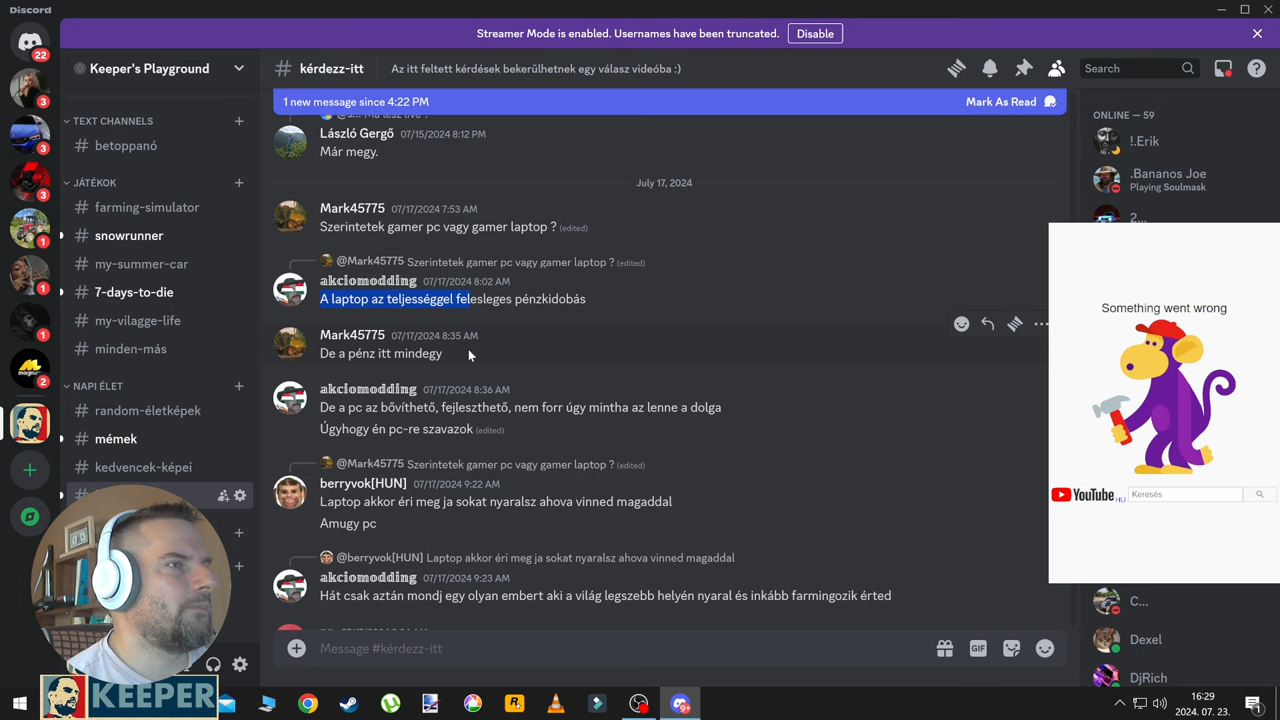 Discord
Streamer Mode is enabled. Usernames have been truncated.
Disable
22
3
3
3
1
1
1
2
Keeper's Playground
TEXT CHANNELS
betoppanó
JÁTÉKOK
farming-simulator
snowrunner
my-summer-car
7-days-to-die
my-vilagge-life
minden-más
NAPI ÉLET
random-életképek
mémek
kedvencek-képei
kérdezz-itt
Az itt feltett kérdések bekerülhetnek egy válasz videóba :)
Search
1 new message since 4:22 PM
Mark As Read
László Gergő 07/15/2024 8:12 PM
Már megy.
July 17, 2024
Mark45775 07/17/2024 7:53 AM
Szerintetek gamer pc vagy gamer laptop ? (edited)
@Mark45775 Szerintetek gamer pc vagy gamer laptop ? (edited)
akciomodding 07/17/2024 8:02 AM
A laptop az teljességgel felesleges pénzkidobás
Mark45775 07/17/2024 8:35 AM
De a pénz itt mindegy
akciomodding 07/17/2024 8:36 AM
De a pc az bővíthető, fejleszthető, nem forr úgy mintha az lenne a dolga
Úgyhogy én pc-re szavazok (edited)
@Mark45775 Szerintetek gamer pc vagy gamer laptop ? (edited)
berryvok[HUN] 07/17/2024 9:22 AM
Laptop akkor éri meg ja sokat nyaralsz ahova vinned magaddal
Amugy pc
@berryvok[HUN] Laptop akkor éri meg ja sokat nyaralsz ahova vinned magaddal
akciomodding 07/17/2024 9:23 AM
Hát csak aztán mondj egy olyan embert aki a világ legszebb helyén nyaral és inkább farmingozik érted
Message #kérdezz-itt
GIF
ONLINE — 59
!.Erik
.Bananos Joe
Playing Soulmask
2...
Something went wrong
YouTube HU
Keresés
C...
Dexel
DjRich
KEEPER
16:29
2024. 07. 23.
1